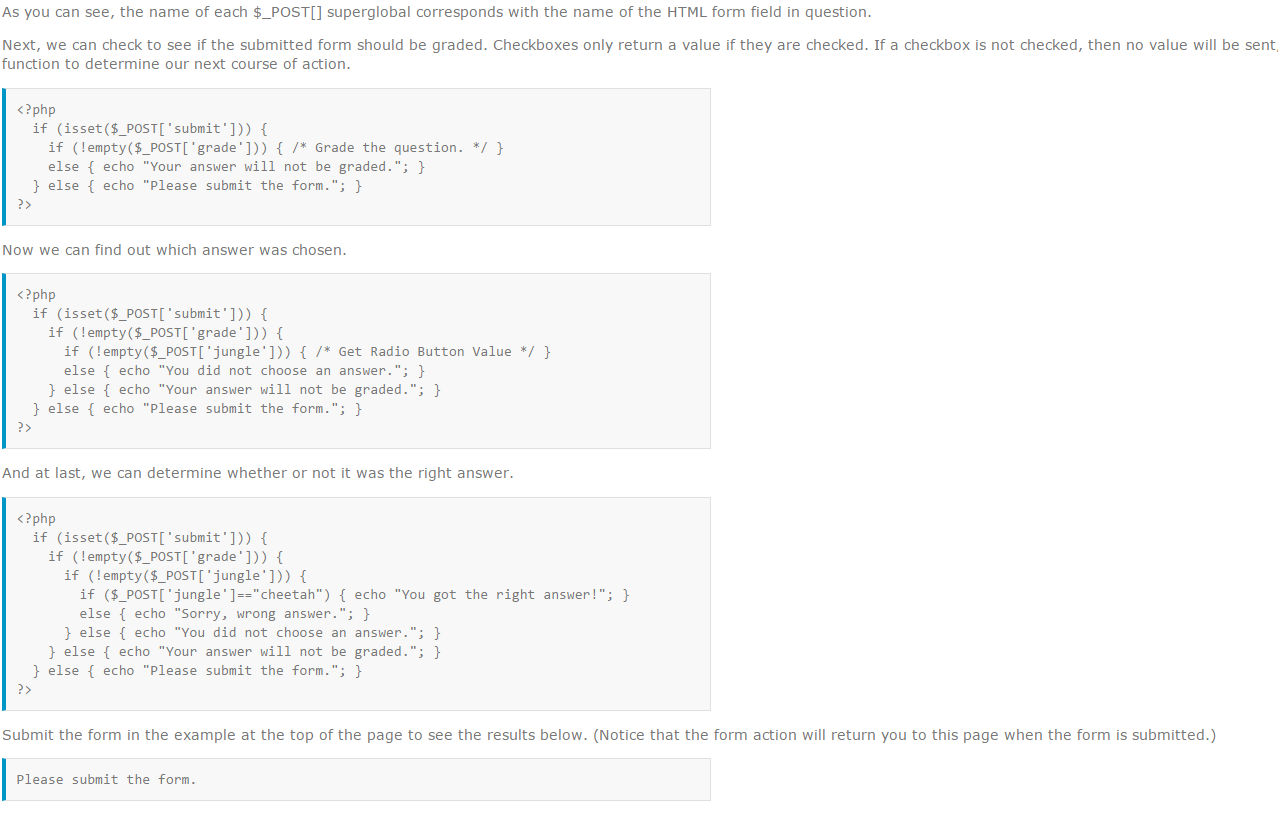 As you can see, the name of each $_POST[] superglobal corresponds with the name of the HTML form field in question.
Next, we can check to see if the submitted form should be graded. Checkboxes only return a value if they are checked. If a checkbox is not checked, then no value will be sent,
function to determine our next course of action.
<?php
  if (isset($_POST['submit'])) {
    if (!empty($_POST['grade'])) { /* Grade the question. */ }
    else { echo "Your answer will not be graded."; }
  } else { echo "Please submit the form."; }
?>
Now we can find out which answer was chosen.
<?php
  if (isset($_POST['submit'])) {
    if (!empty($_POST['grade'])) {
      if (!empty($_POST['jungle'])) { /* Get Radio Button Value */ }
      else { echo "You did not choose an answer."; }
    } else { echo "Your answer will not be graded."; }
  } else { echo "Please submit the form."; }
?>
And at last, we can determine whether or not it was the right answer.
<?php
  if (isset($_POST['submit'])) {
    if (!empty($_POST['grade'])) {
      if (!empty($_POST['jungle'])) {
        if ($_POST['jungle']=="cheetah") { echo "You got the right answer!"; }
        else { echo "Sorry, wrong answer."; }
      } else { echo "You did not choose an answer."; }
    } else { echo "Your answer will not be graded."; }
  } else { echo "Please submit the form."; }
?>
Submit the form in the example at the top of the page to see the results below. (Notice that the form action will return you to this page when the form is submitted.)
Please submit the form.